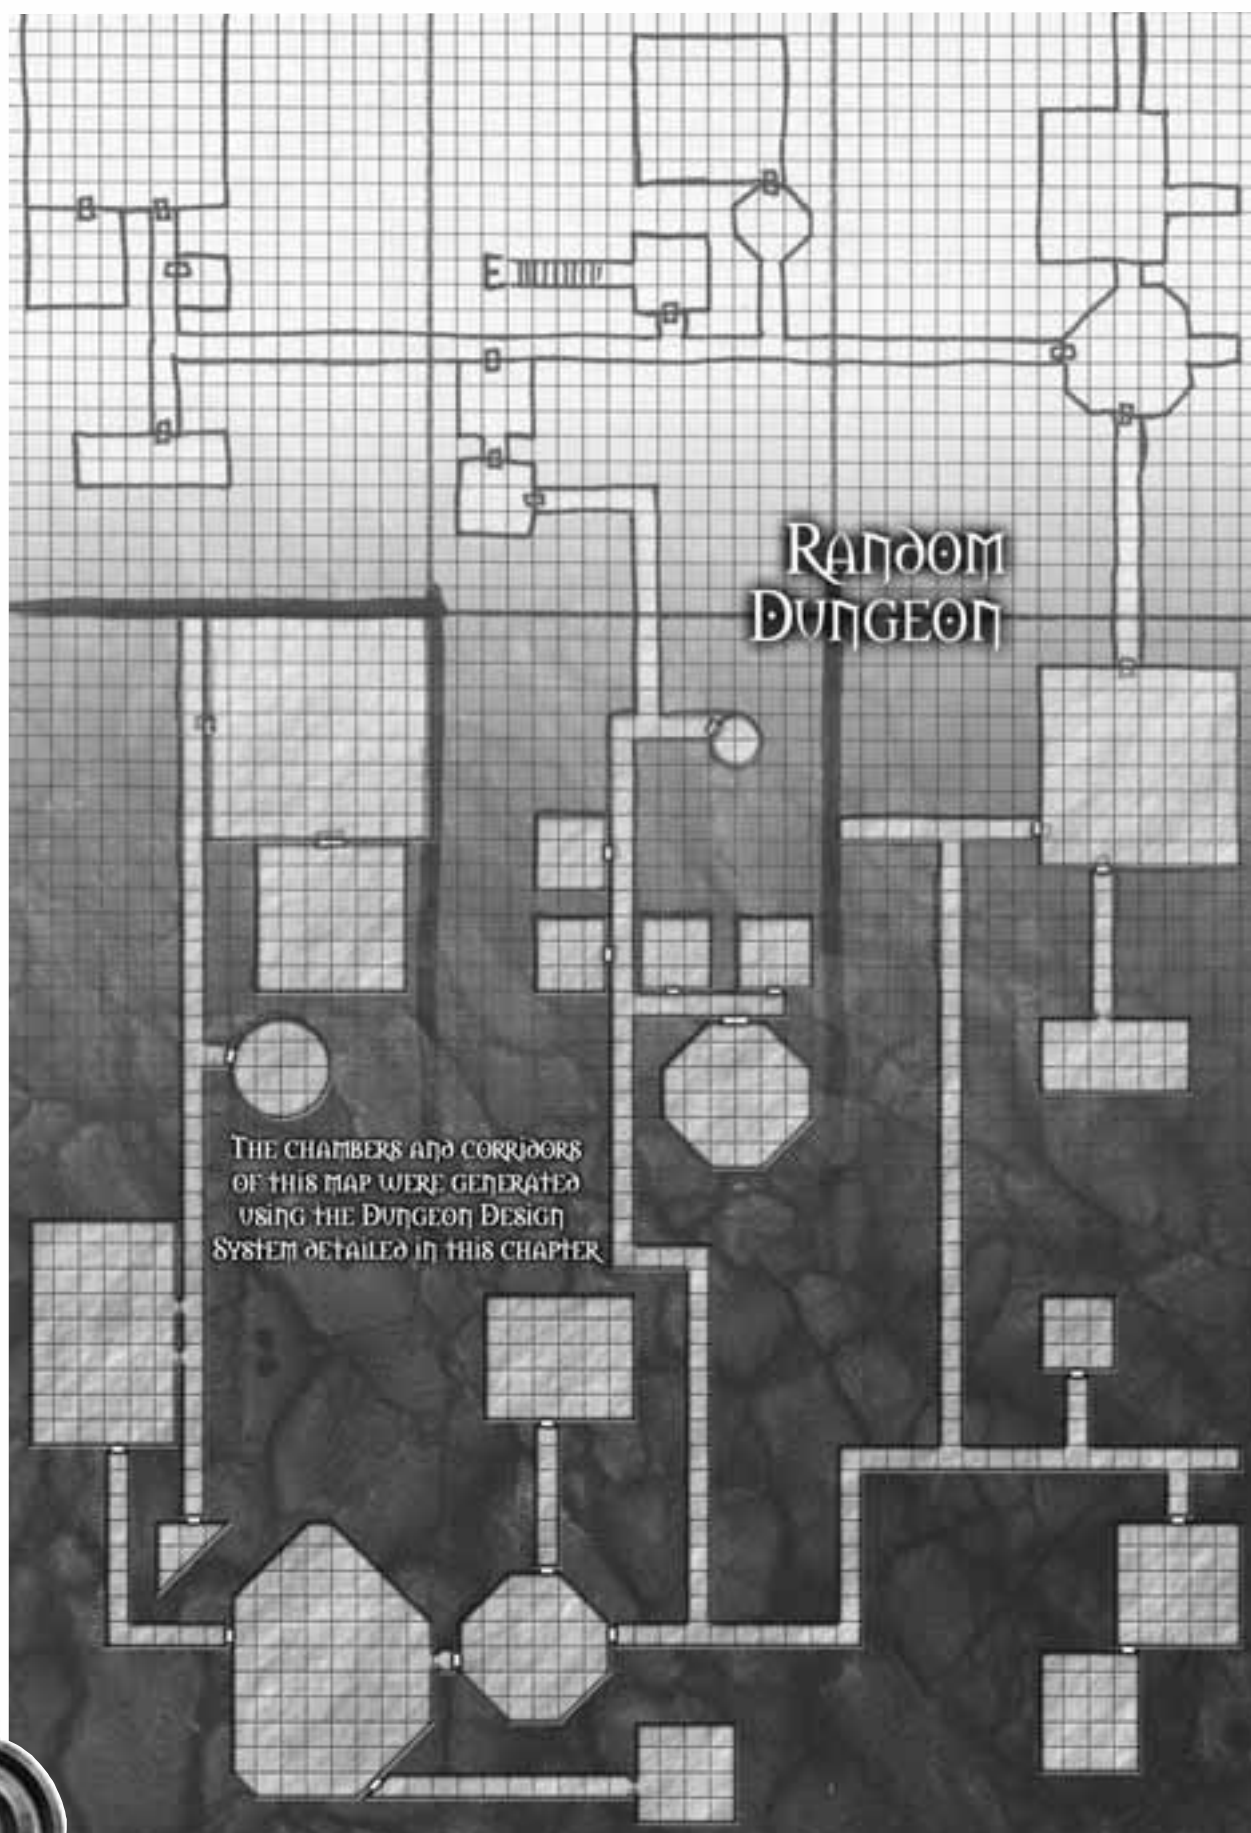 E
Random
Dungeon
The chambers and corridors
of this map were generated
using the Dungeon Design
System detailed in this chapter